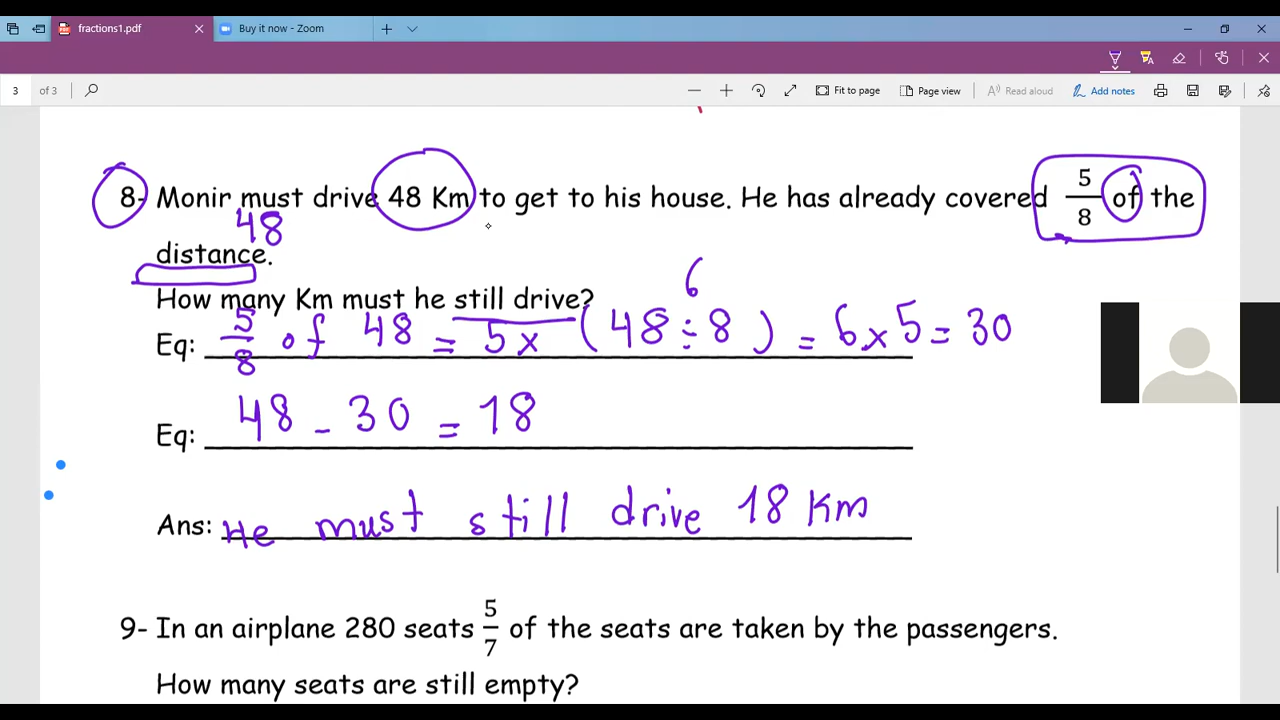 fractions1.pdf
Buy it now - Zoom
3 of 3
Fit to page
Page view
Read aloud
Add notes
8- Monir must drive 48 Km to get to his house. He has already covered 5/8 of the
48
distance.
How many Km must he still drive?
6
Eq: 5/8 of 48 = 5 x (48 ÷ 8) = 6 x 5 = 30
Eq: 48 - 30 = 18
Ans: He must still drive 18 Km
9- In an airplane 280 seats 5/7 of the seats are taken by the passengers.
How many seats are still empty?